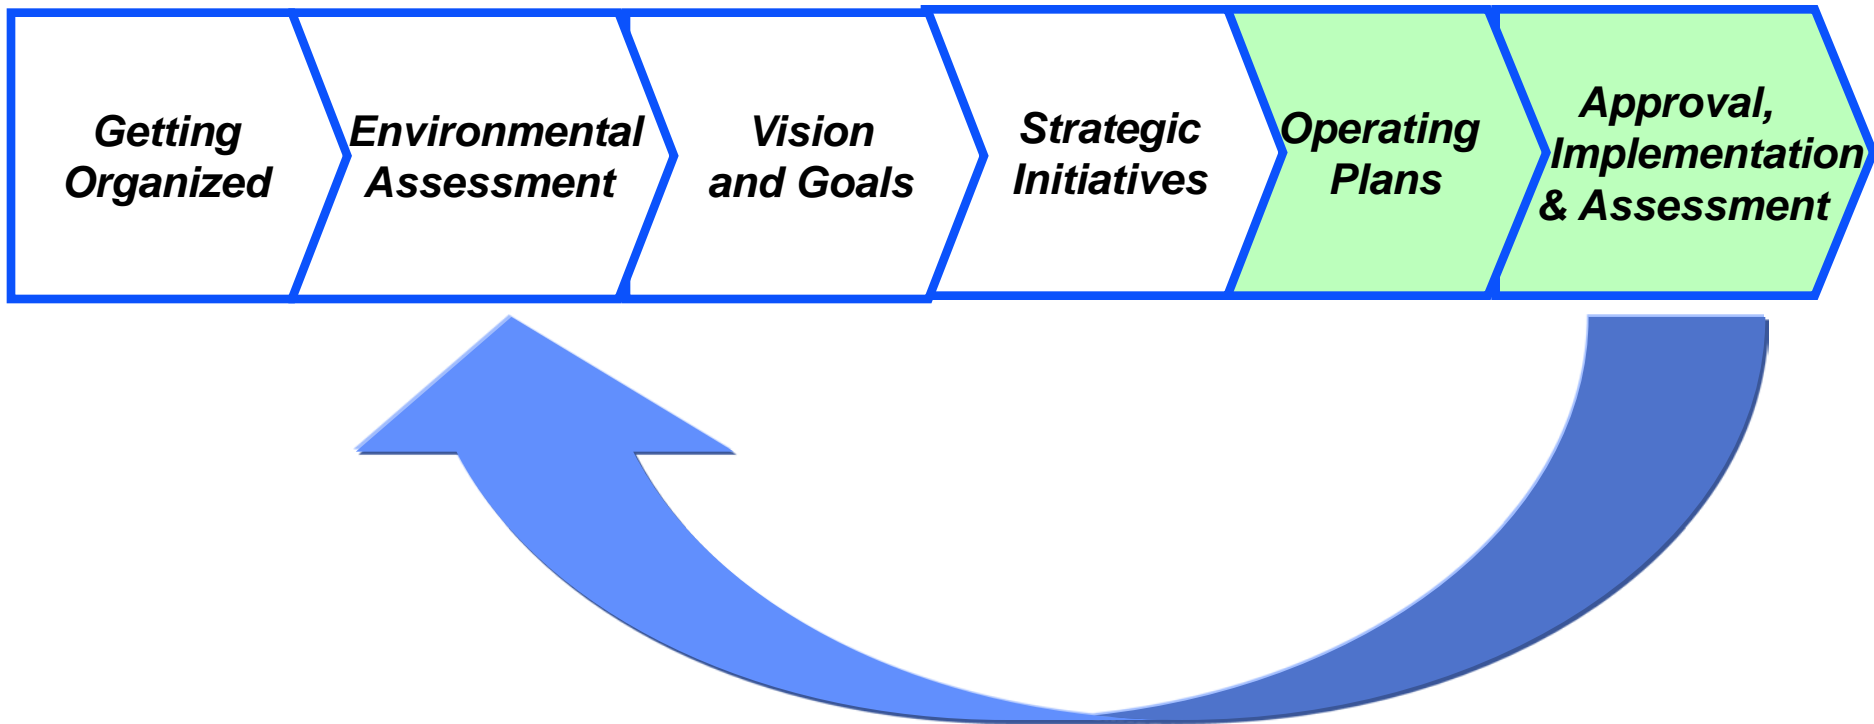 Getting
Organized
Environmental
Assessment
Vision
and Goals
Strategic
Initiatives
Operating
Plans
Approval,
Implementation
& Assessment